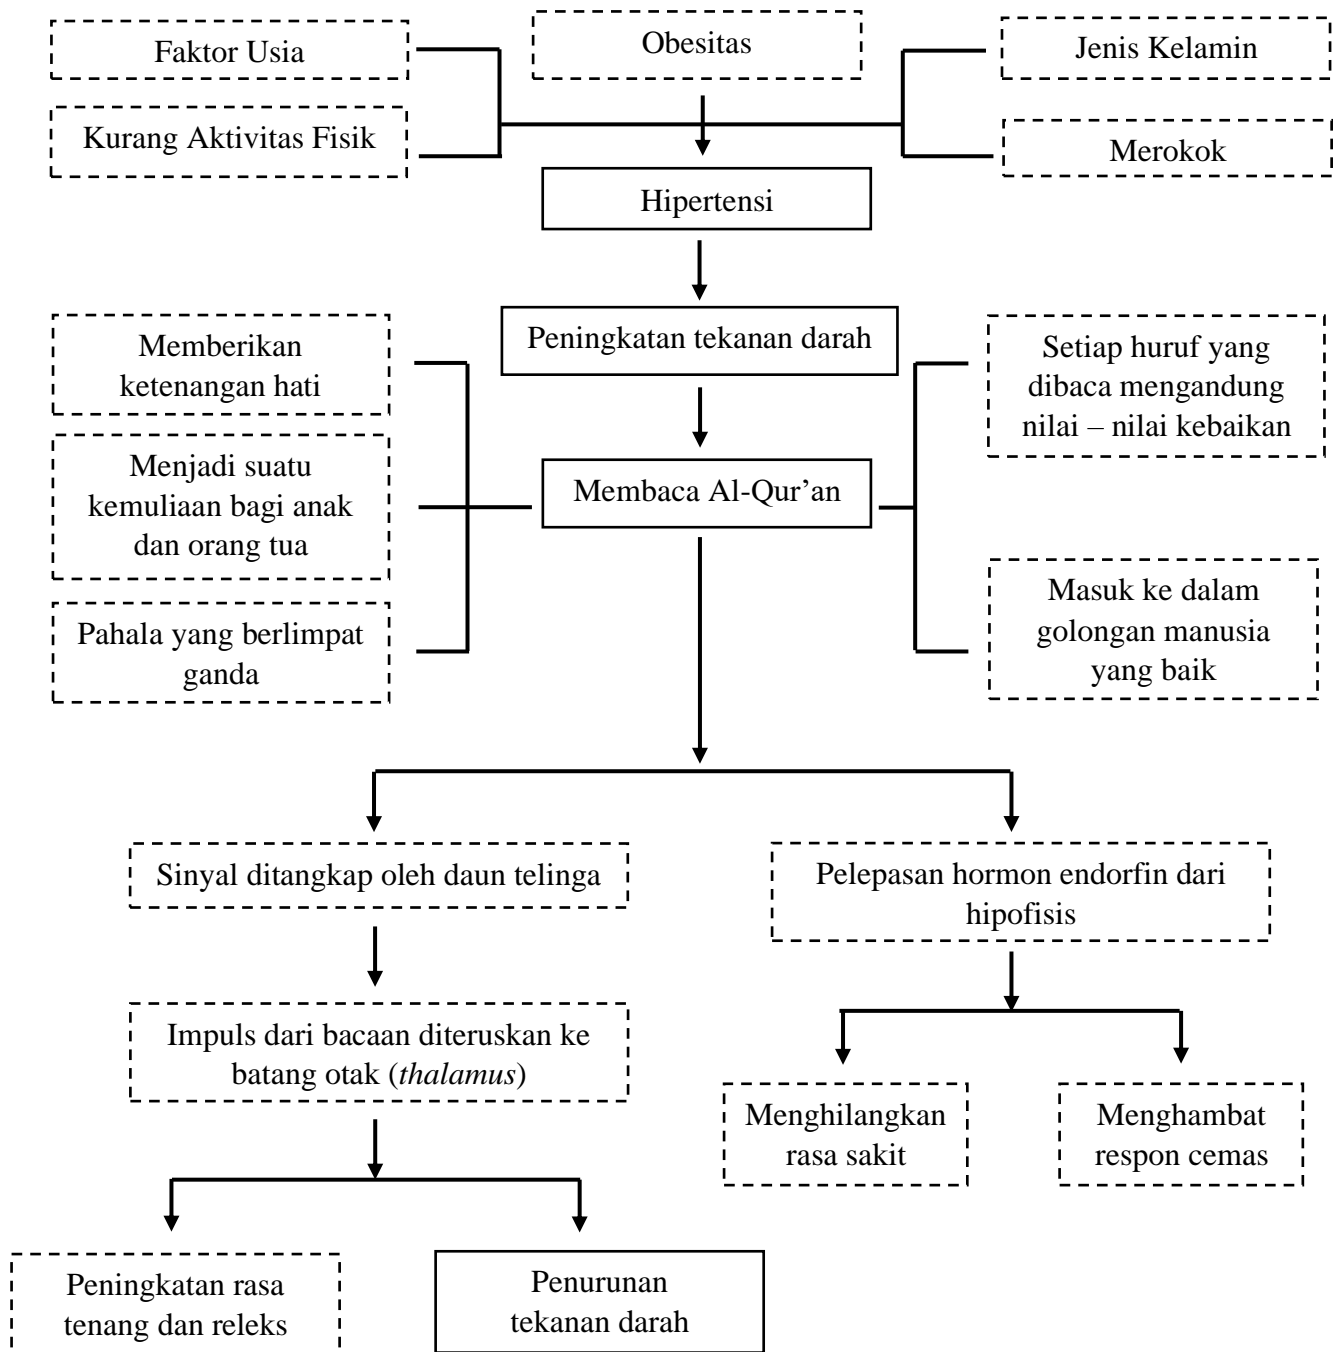 Faktor Usia
Obesitas
Jenis Kelamin
Kurang Aktivitas Fisik
Merokok
Hipertensi
Peningkatan tekanan darah
Memberikan
ketenangan hati
Setiap huruf yang
dibaca mengandung
nilai – nilai kebaikan
Menjadi suatu
kemuliaan bagi anak
dan orang tua
Membaca Al-Qur’an
Pahala yang berlimpat
ganda
Masuk ke dalam
golongan manusia
yang baik
Sinyal ditangkap oleh daun telinga
Pelepasan hormon endorfin dari
hipofisis
Impuls dari bacaan diteruskan ke
batang otak (thalamus)
Menghilangkan
rasa sakit
Menghambat
respon cemas
Peningkatan rasa
tenang dan releks
Penurunan
tekanan darah